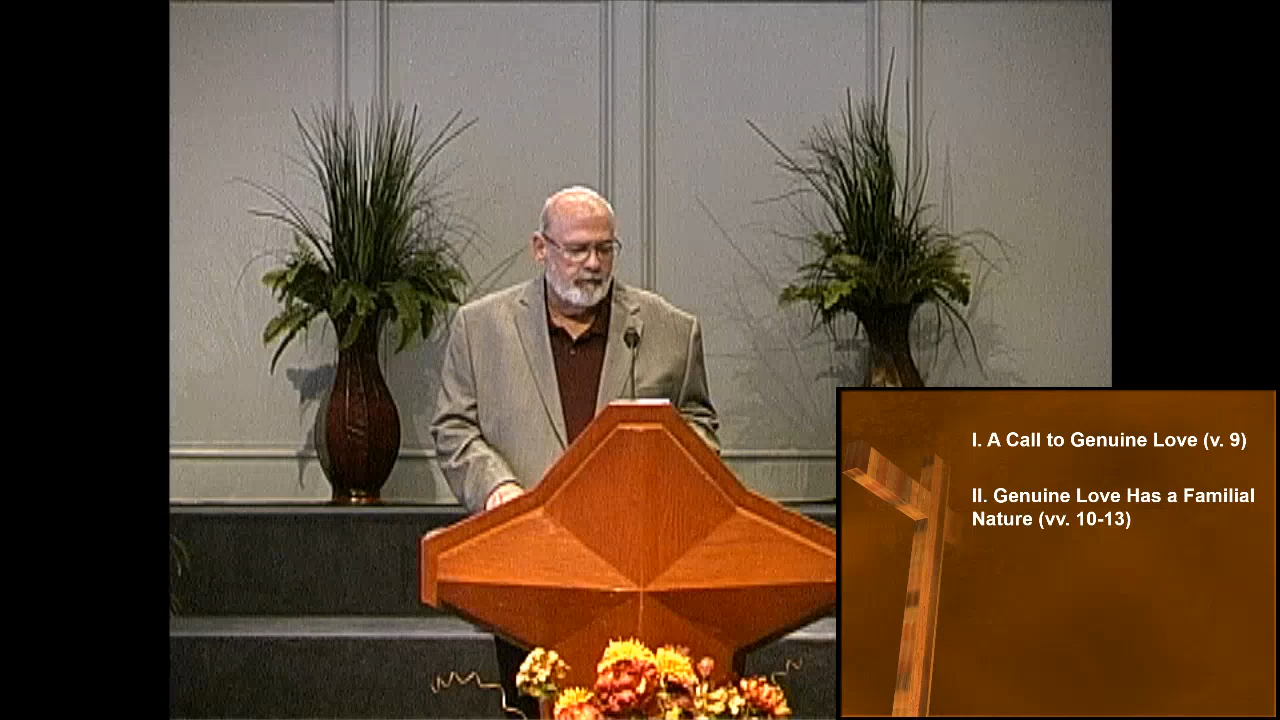 I. A Call to Genuine Love (v. 9)
II. Genuine Love Has a Familial
Nature (vv. 10-13)